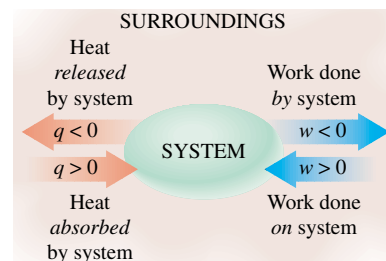 SURROUNDINGS
Heat
released
by system
Work done
by system
q < 0
w < 0
SYSTEM
q > 0
w > 0
Heat
absorbed
by system
Work done
on system